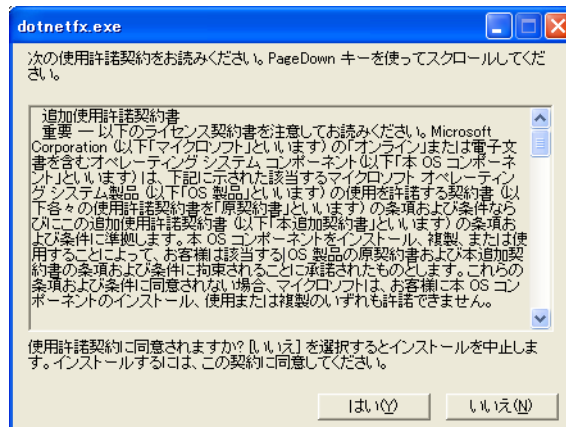 dotnetfx.exe
次の使用許諾契約をお読みください。PageDown キーを使ってスクロールしてくだ
さい。
追加使用許諾契約書
重要 — 以下のライセンス契約書を注意してお読みください。Microsoft
Corporation (以下「マイクロソフト」といいます) の「オンライン」または電子文
書を含むオペレーティング システム コンポーネント (以下「本 OS コンポーネ
ント」といいます) は、下記に示された該当するマイクロソフト オペレーティン
グ システム製品 (以下「OS 製品」といいます) の使用を許諾する契約書 (以
下各々の使用許諾契約書を「原契約書」といいます) の条項および条件なら
びにこの追加使用許諾契約書 (以下「本追加契約書」といいます) の条項お
よび条件に準拠します。本 OS コンポーネントをインストール、複製、または使
用することによって、お客様は該当する OS 製品の原契約書および本追加契
約書の条項および条件に拘束されることに承諾されたものとします。これらの
条項および条件に同意されない場合、マイクロソフトは、お客様に本 OS コン
ポーネントのインストール、使用または複製のいずれも許諾できません。
使用許諾契約に同意されますか? [いいえ] を選択するとインストールを中止しま
す。インストールするには、この契約に同意してください。
はい(Y)
いいえ(N)